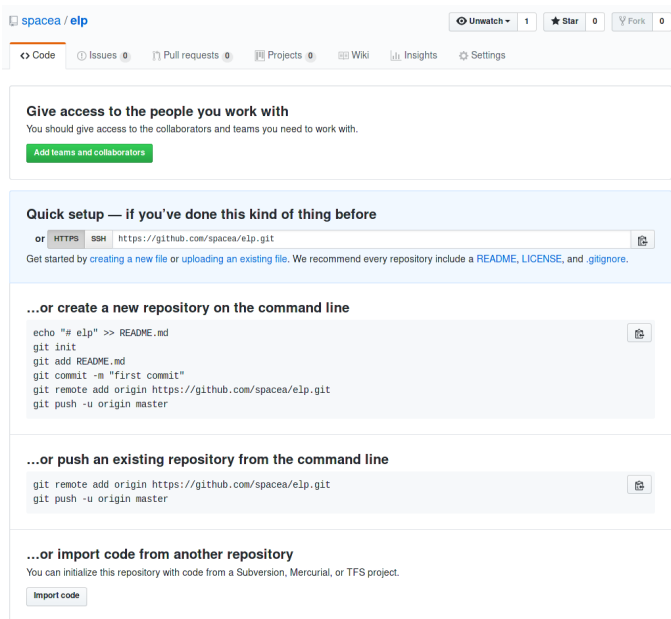 spacea / elp
Unwatch 1 Star 0 Fork 0
Code Issues 0 Pull requests 0 Projects 0 Wiki Insights Settings
Give access to the people you work with
You should give access to the collaborators and teams you need to work with.
Add teams and collaborators
Quick setup — if you’ve done this kind of thing before
or HTTPS SSH https://github.com/spacea/elp.git
Get started by creating a new file or uploading an existing file. We recommend every repository include a README, LICENSE, and .gitignore.
…or create a new repository on the command line
echo "# elp" >> README.md
git init
git add README.md
git commit -m "first commit"
git remote add origin https://github.com/spacea/elp.git
git push -u origin master
…or push an existing repository from the command line
git remote add origin https://github.com/spacea/elp.git
git push -u origin master
…or import code from another repository
You can initialize this repository with code from a Subversion, Mercurial, or TFS project.
Import code